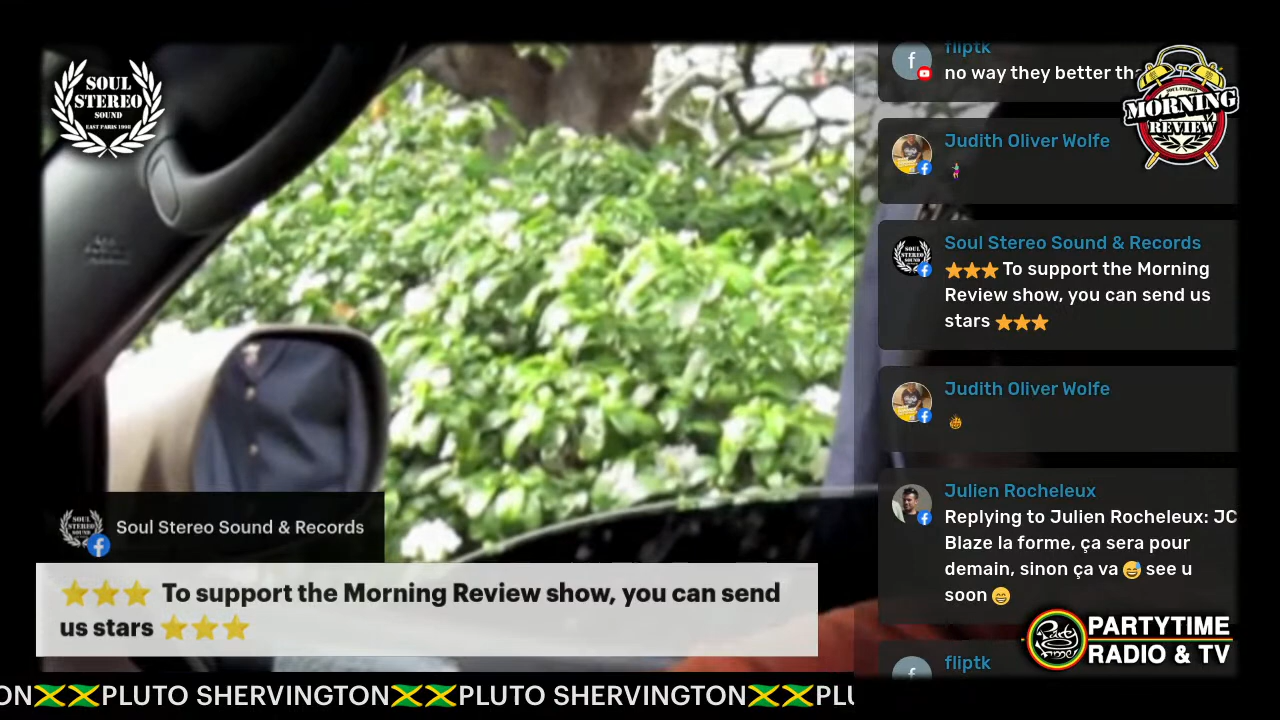 SOUL
STEREO
SOUND
EAST PARIS 1998
fliptk
no way they better
MORNING
REVIEW
Judith Oliver Wolfe
Soul Stereo Sound & Records
⭐⭐⭐ To support the Morning
Review show, you can send us
stars ⭐⭐⭐
Judith Oliver Wolfe
Julien Rocheleux
Replying to Julien Rocheleux: JC
Blaze la forme, ça sera pour
demain, sinon ça va 😅 see u
soon 😄
fliptk
Soul Stereo Sound & Records
⭐⭐⭐ To support the Morning Review show, you can send
us stars ⭐⭐⭐
PARTYTIME
RADIO & TV
ON🇯🇲🇯🇲PLUTO SHERVINGTON🇯🇲🇯🇲PLUTO SHERVINGTON🇯🇲🇯🇲PLU